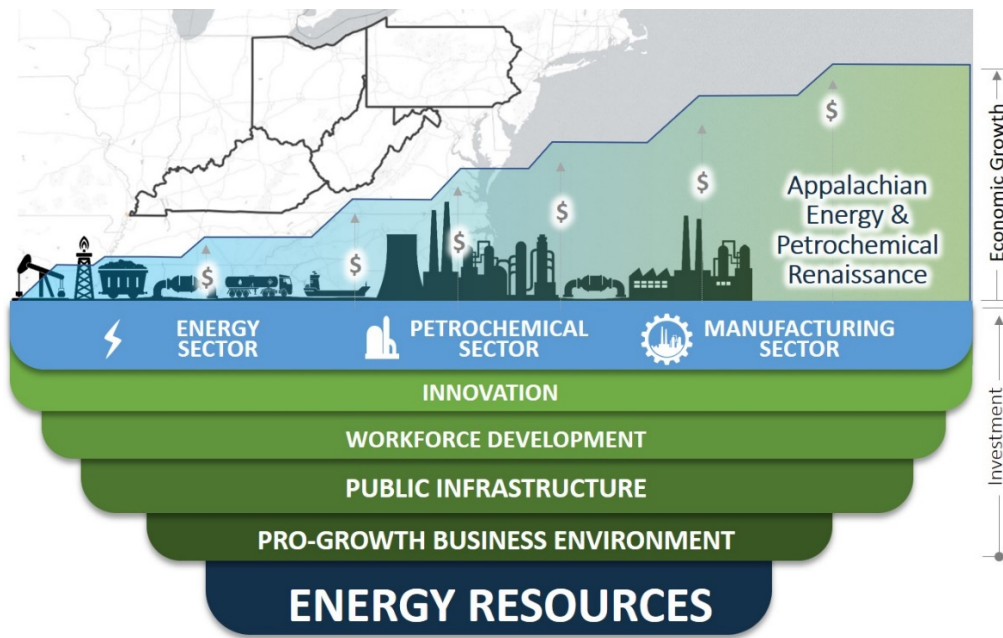 $
$
$
$
$
$
Appalachian
Energy &
Petrochemical
Renaissance
Economic Growth
ENERGY
SECTOR
PETROCHEMICAL
SECTOR
MANUFACTURING
SECTOR
INNOVATION
WORKFORCE DEVELOPMENT
PUBLIC INFRASTRUCTURE
PRO-GROWTH BUSINESS ENVIRONMENT
ENERGY RESOURCES
Investment